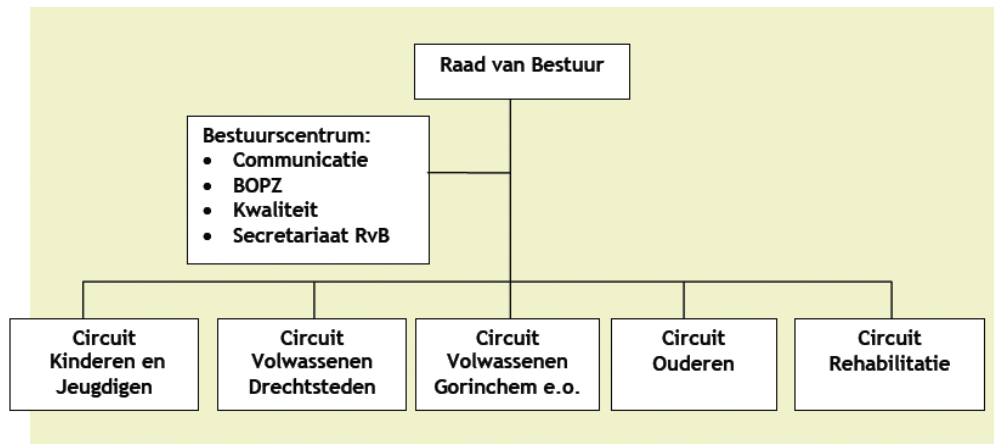 Raad van Bestuur
Bestuurscentrum:
• Communicatie
• BOPZ
• Kwaliteit
• Secretariaat RvB
Circuit
Kinderen en
Jeugdigen
Circuit
Volwassenen
Drechtsteden
Circuit
Volwassenen
Gorinchem e.o.
Circuit
Ouderen
Circuit
Rehabilitatie